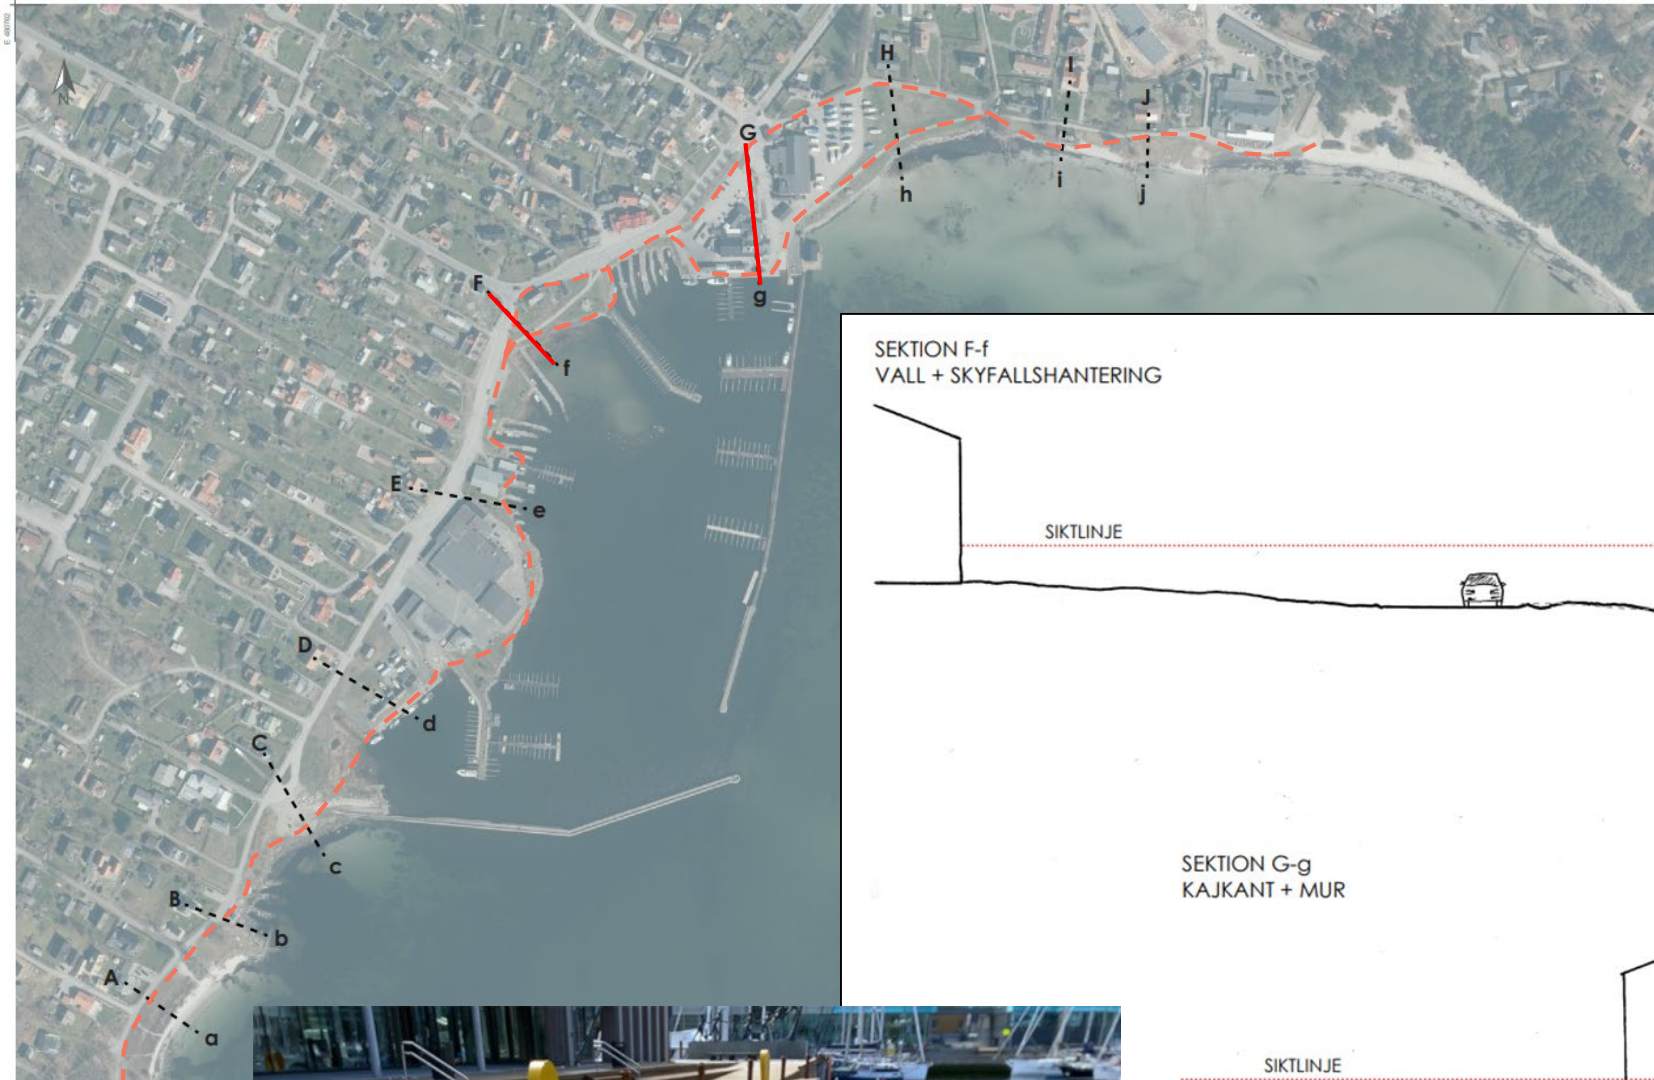 N
H
I
J
G
h
i
j
F
g
f
E
e
D
d
C
c
B
b
A
a
SEKTION F-f
VALL + SKYFALLSHANTERING
SIKTLINJE
SEKTION G-g
KAJKANT + MUR
SIKTLINJE